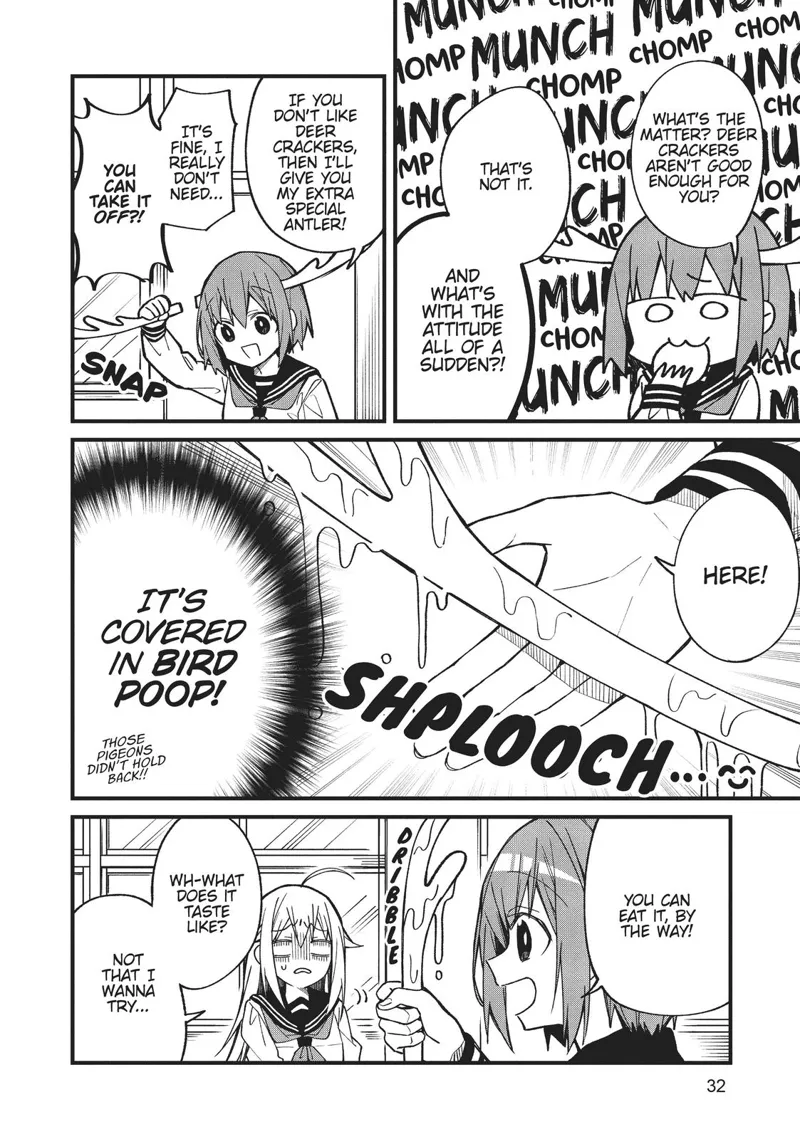 MUNCH
MUNCH
CHOMP
MUNCH
CHOMP
CHOMP
MUNCH
CHOMP
WHAT'S THE
MATTER? DEER
CRACKERS
AREN'T GOOD
ENOUGH FOR
YOU?
THAT'S
NOT IT.
AND
WHAT'S
WITH THE
ATTITUDE
ALL OF A
SUDDEN?!
IF YOU
DON'T LIKE
DEER
CRACKERS,
THEN I'LL
GIVE YOU
MY EXTRA
SPECIAL
ANTLER!
IT'S
FINE, I
REALLY
DON'T
NEED...
YOU
CAN
TAKE IT
OFF?!
SNAP
HERE!
SHPLOOCH...
IT'S
COVERED
IN BIRD
POOP!
THOSE
PIGEONS
DIDN'T HOLD
BACK!!
YOU CAN
EAT IT, BY
THE WAY!
DRIBBLE
WH-WHAT
DOES IT
TASTE
LIKE?
NOT
THAT I
WANNA
TRY...
32